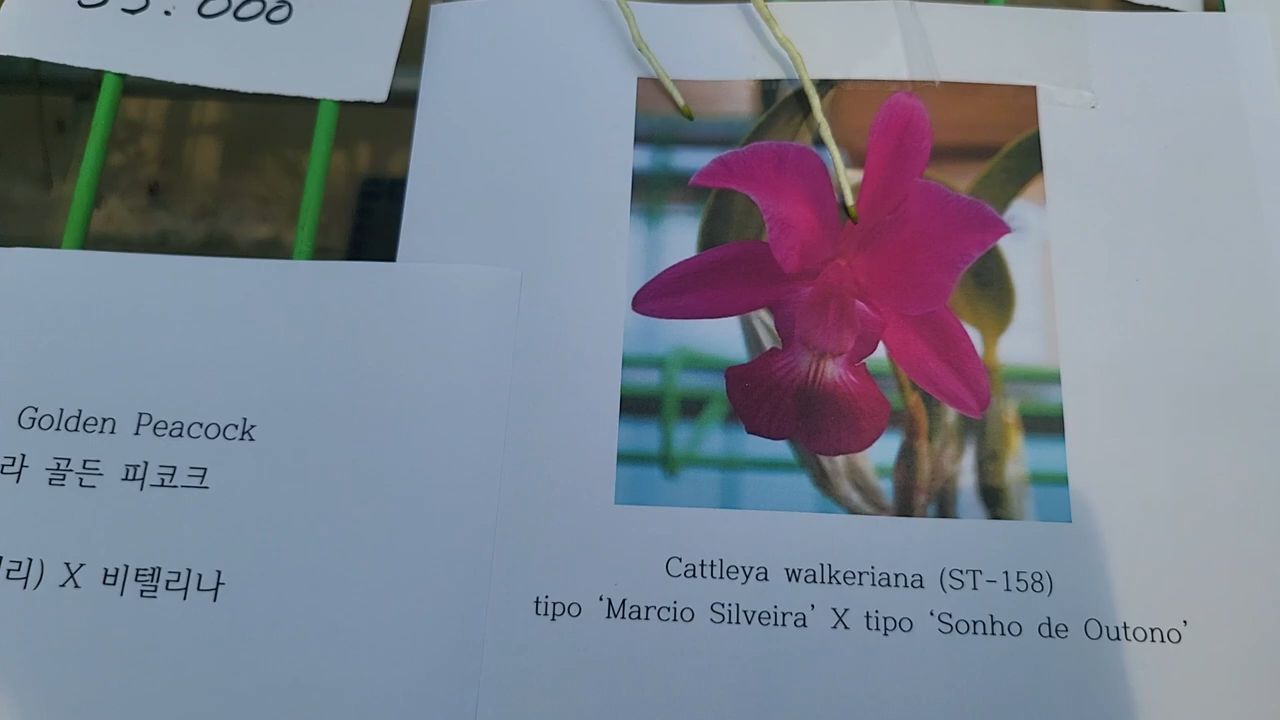 000
Golden Peacock
라 골든 피코크
리) X 비텔리나
Cattleya walkeriana (ST-158)
tipo ‘Marcio Silveira’ X tipo ‘Sonho de Outono’